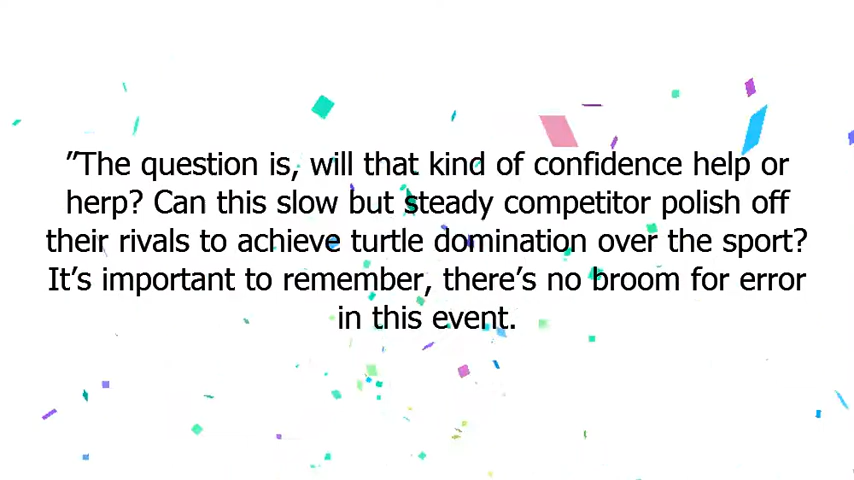 ”The question is, will that kind of confidence help or
herp? Can this slow but steady competitor polish off
their rivals to achieve turtle domination over the sport?
It’s important to remember, there’s no broom for error
in this event.